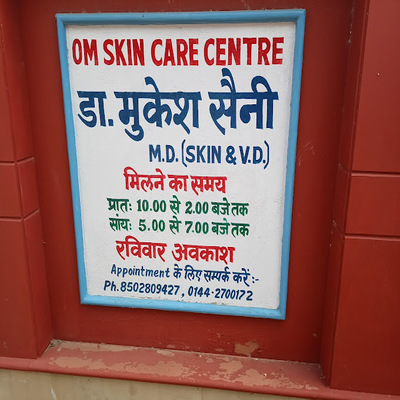 OM SKIN CARE CENTRE
डा. मुकेश सैनी
M.D. (SKIN & V.D.)
मिलने का समय
प्रातः 10.00 से 2.00 बजे तक
सांयः 5.00 से 7.00 बजे तक
रविवार अवकाश
Appointment के लिए सम्पर्क करें :-
Ph. 8502809427, 0144-2700172